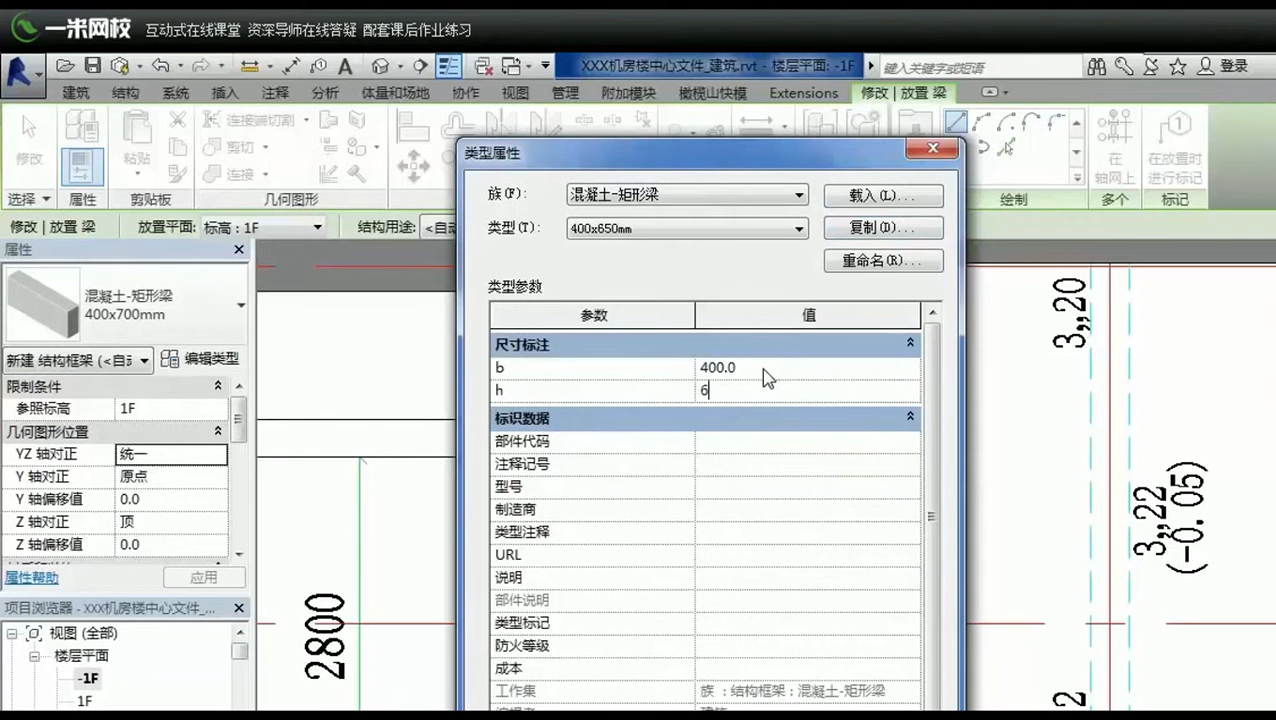 一米网校 互动式在线课堂 资深导师在线答疑 配套课后作业练习
XXX机房楼中心文件_建筑.rvt - 楼层平面: -1F 键入关键字或短语 登录
建筑 结构 系统 插入 注释 分析 体量和场地 协作 视图 管理 附加模块 橄榄山快模 Extensions 修改 | 放置 梁
修改 粘贴 连接端切割 剪切 连接 在轴网上 在放置时进行标记
选择 属性 剪贴板 几何图形 绘制 多个 标记
修改 | 放置 梁 放置平面: 标高 : 1F 结构用途: <自
属性
混凝土-矩形梁
400x700mm
新建 结构框架 (<自动 编辑类型
限制条件
参照标高 1F
几何图形位置
YZ 轴对正 统一
Y 轴对正 原点
Y 轴偏移值 0.0
Z 轴对正 顶
Z 轴偏移值 0.0
属性帮助 应用
项目浏览器 - XXX机房楼中心文件_...
视图 (全部)
楼层平面
-1F
1F
类型属性
族(F): 混凝土-矩形梁 载入(L)...
类型(T): 400x650mm 复制(D)...
重命名(R)...
类型参数
参数 值
尺寸标注
b 400.0
h 6
标识数据
部件代码
注释记号
型号
制造商
类型注释
URL
说明
部件说明
类型标记
防火等级
成本
工作集 族 : 结构框架 : 混凝土-矩形梁
2800
3,,20
3,22
(-0.05)